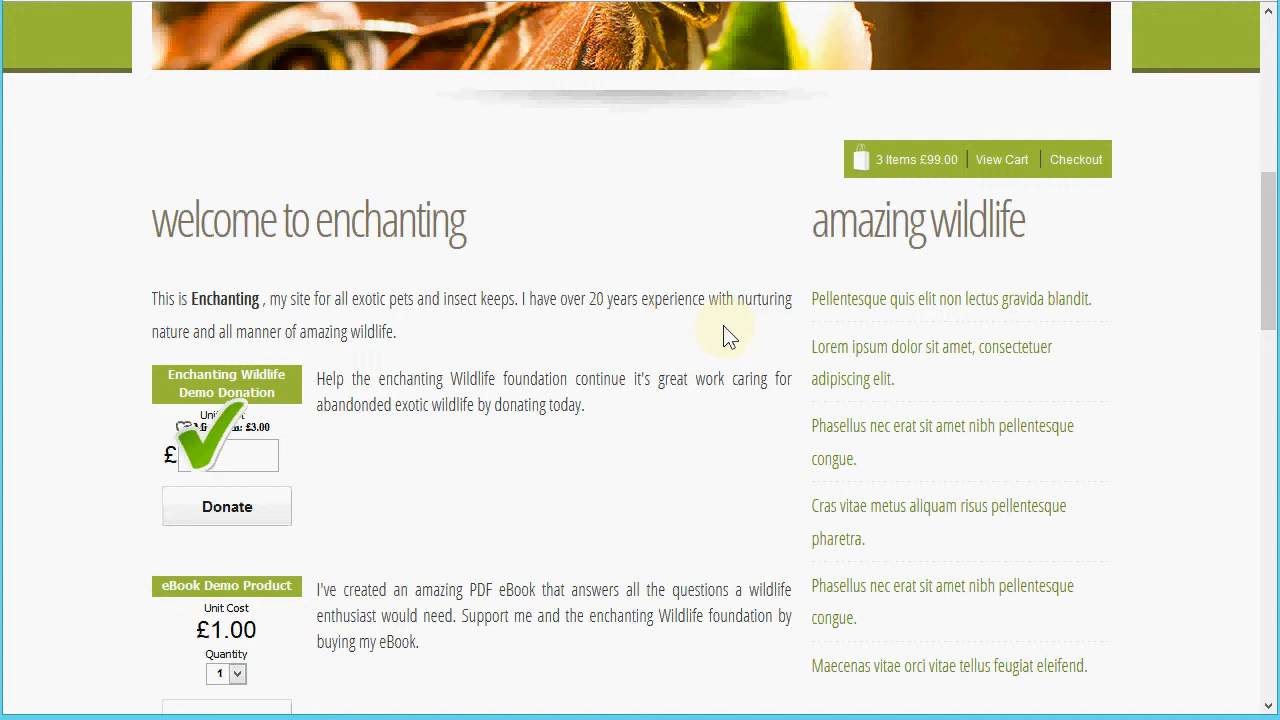 3 Items £99.00 View Cart Checkout
welcome to enchanting
This is Enchanting , my site for all exotic pets and insect keeps. I have over 20 years experience with nurturing
nature and all manner of amazing wildlife.
Enchanting Wildlife
Demo Donation
£3.00
£
Donate
Help the enchanting Wildlife foundation continue it's great work caring for
abandonded exotic wildlife by donating today.
eBook Demo Product
Unit Cost
£1.00
Quantity
1
I've created an amazing PDF eBook that answers all the questions a wildlife
enthusiast would need. Support me and the enchanting Wildlife foundation by
buying my eBook.
amazing wildlife
Pellentesque quis elit non lectus gravida blandit.
Lorem ipsum dolor sit amet, consectetuer
adipiscing elit.
Phasellus nec erat sit amet nibh pellentesque
congue.
Cras vitae metus aliquam risus pellentesque
pharetra.
Phasellus nec erat sit amet nibh pellentesque
congue.
Maecenas vitae orci vitae tellus feugiat eleifend.